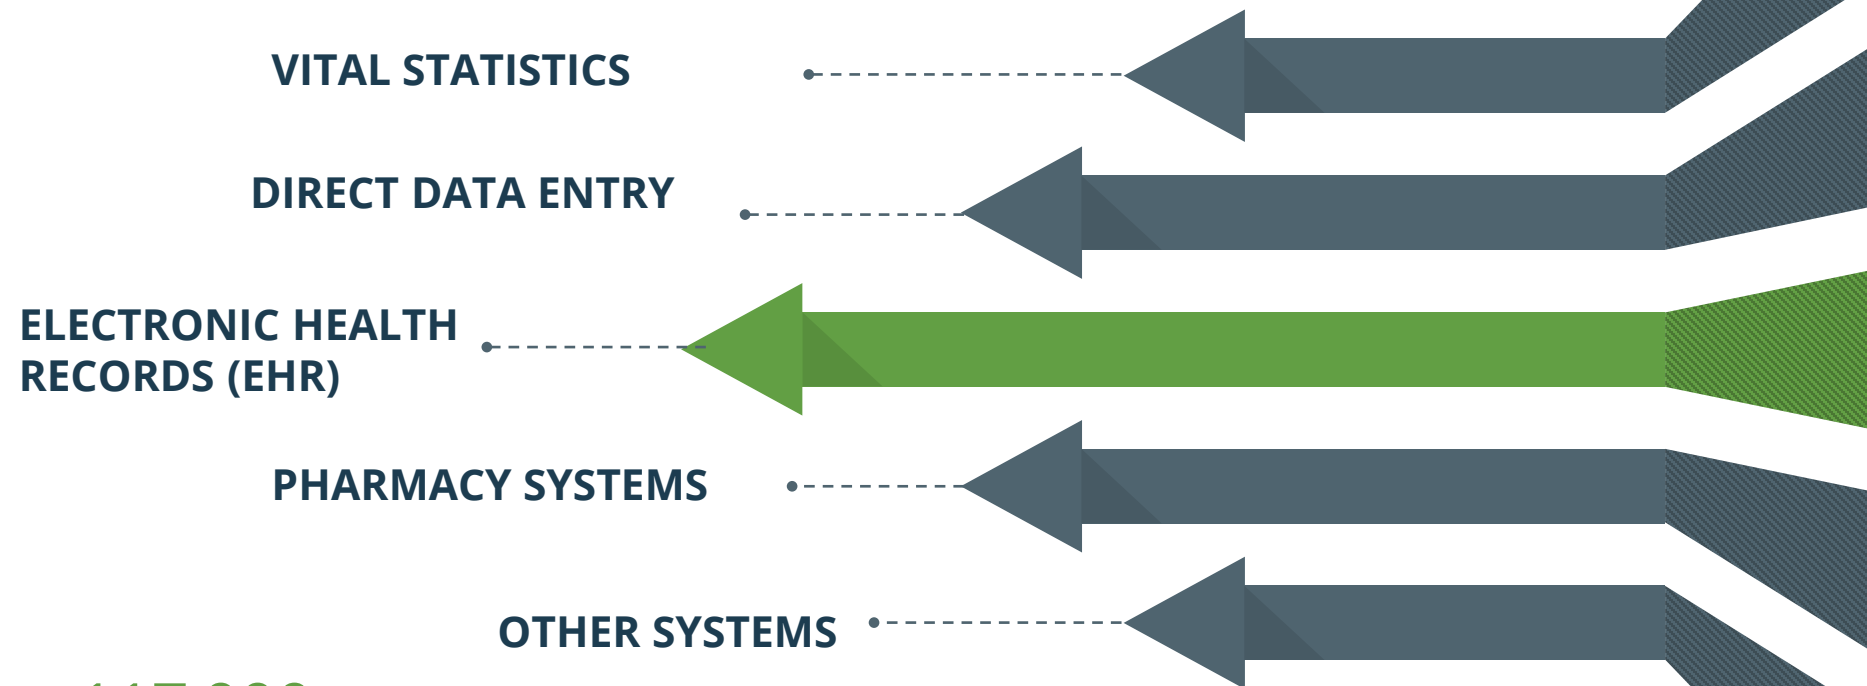 VITAL STATISTICS
DIRECT DATA ENTRY
ELECTRONIC HEALTH
RECORDS (EHR)
PHARMACY SYSTEMS
OTHER SYSTEMS